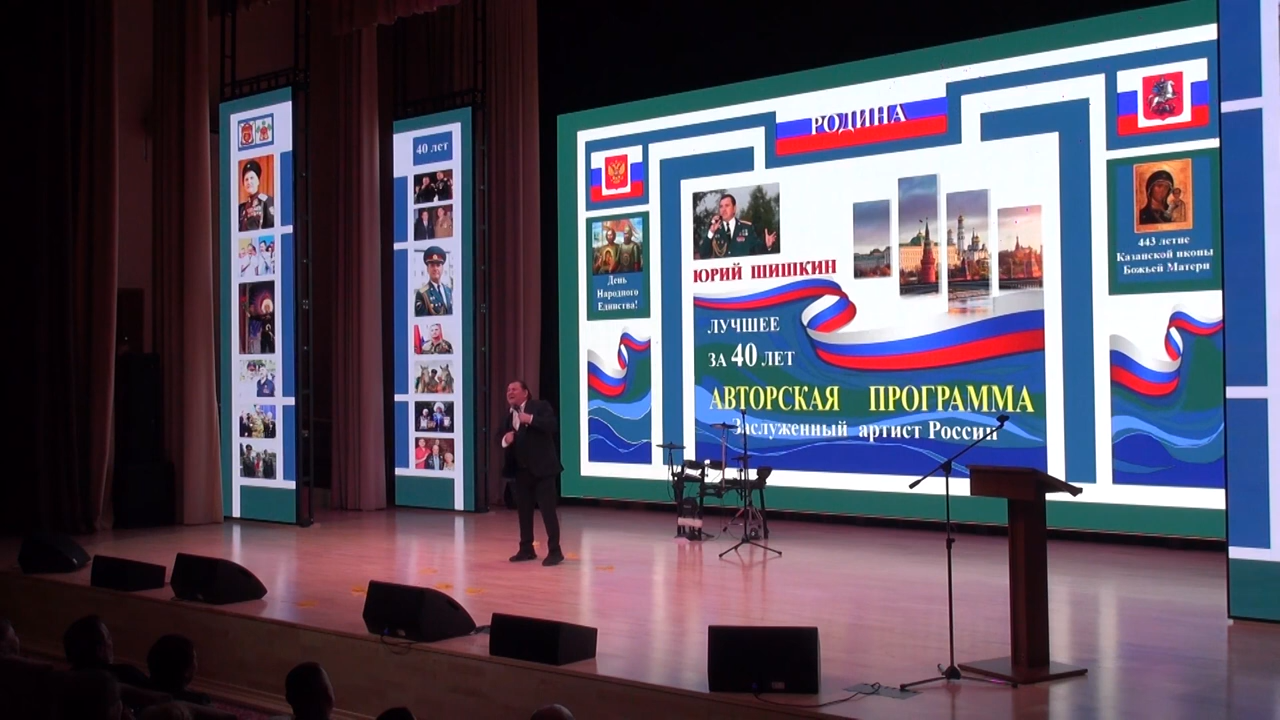 40 лет
РОДИНА
День
Народного
Единства!
ЮРИЙ ШИШКИН
ЛУЧШЕЕ
ЗА 40 ЛЕТ
АВТОРСКАЯ ПРОГРАММА
Заслуженный артист России
443 летие
Казанской иконы
Божьей Матери